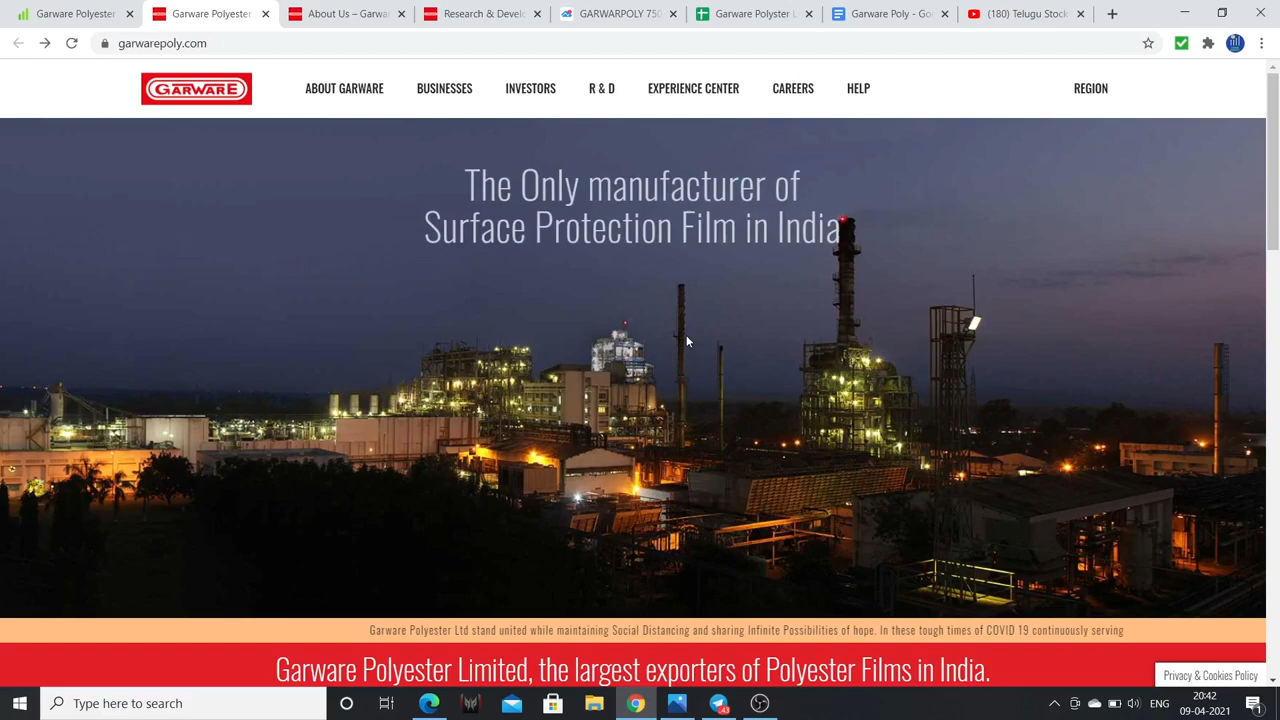 Garware Polyester
Garware Polyester
About Us – Garwa
Research & Develo
GARWARPOLY 750
Garware Polyster L
Garware Poly - Go
(180) Telugu Stock
garwarepoly.com
GARWARE
ABOUT GARWARE
BUSINESSES
INVESTORS
R & D
EXPERIENCE CENTER
CAREERS
HELP
REGION
The Only manufacturer of
Surface Protection Film in India
Garware Polyester Ltd stand united while maintaining Social Distancing and sharing Infinite Possibilities of hope. In these tough times of COVID 19 continuously serving
Garware Polyester Limited, the largest exporters of Polyester Films in India.
Privacy & Cookies Policy
Type here to search
ENG
20:42
09-04-2021